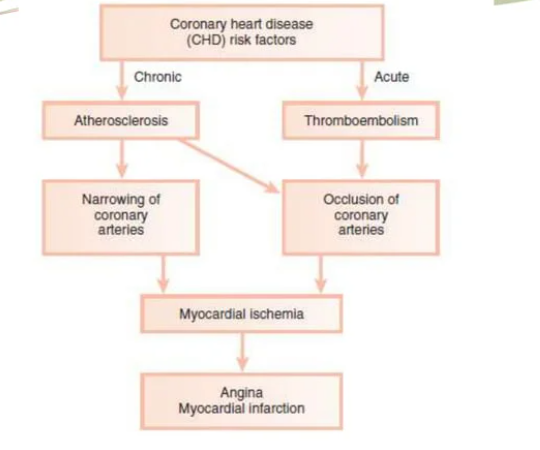 Coronary heart disease
(CHD) risk factors
Chronic
Acute
Atherosclerosis
Thromboembolism
Narrowing of
coronary
arteries
Occlusion of
coronary
arteries
Myocardial ischemia
Angina
Myocardial infarction